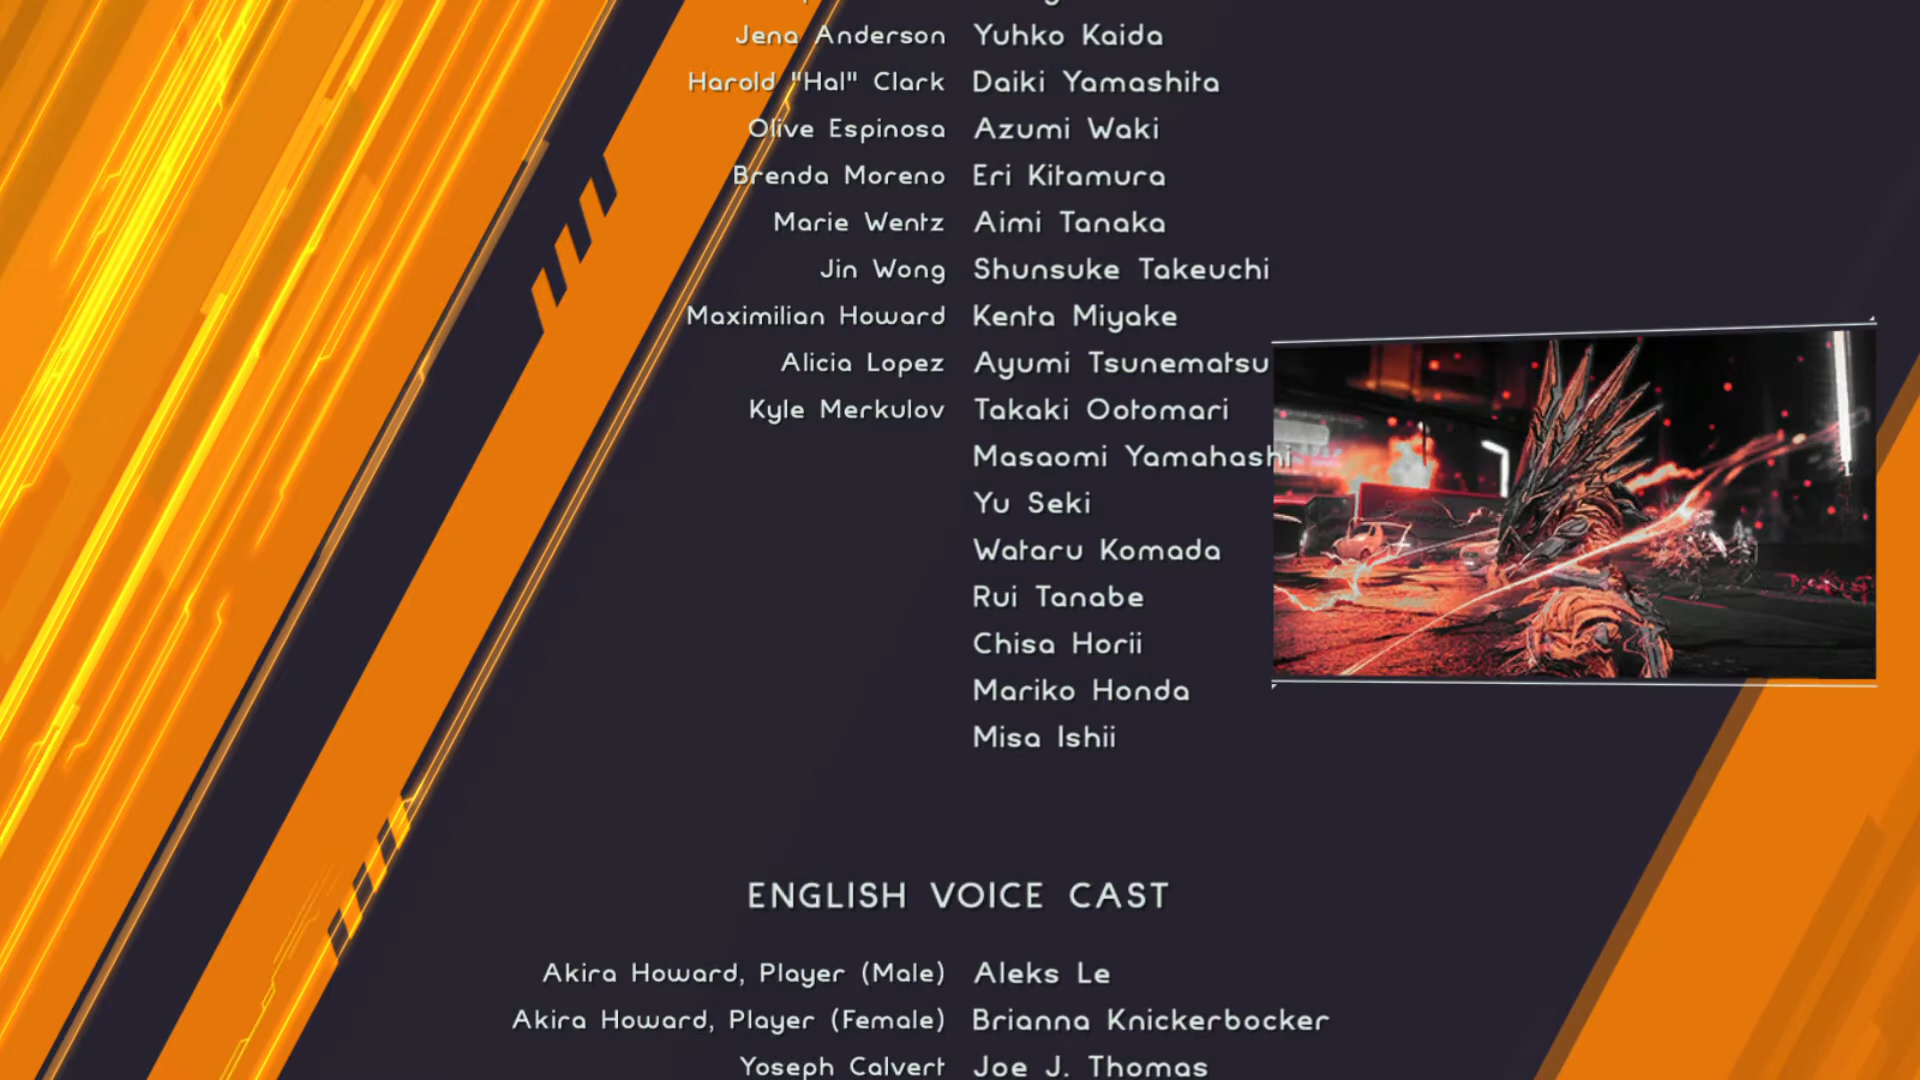 Jena Anderson Yuhko Kaida
Harold "Hal" Clark Daiki Yamashita
Olive Espinosa Azumi Waki
Brenda Moreno Eri Kitamura
Marie Wentz Aimi Tanaka
Jin Wong Shunsuke Takeuchi
Maximilian Howard Kenta Miyake
Alicia Lopez Ayumi Tsunematsu
Kyle Merkulov Takaki Ootomari
Masaomi Yamahashi
Yu Seki
Wataru Komada
Rui Tanabe
Chisa Horii
Mariko Honda
Misa Ishii
ENGLISH VOICE CAST
Akira Howard, Player (Male) Aleks Le
Akira Howard, Player (Female) Brianna Knickerbocker
Yoseph Calvert Joe J. Thomas